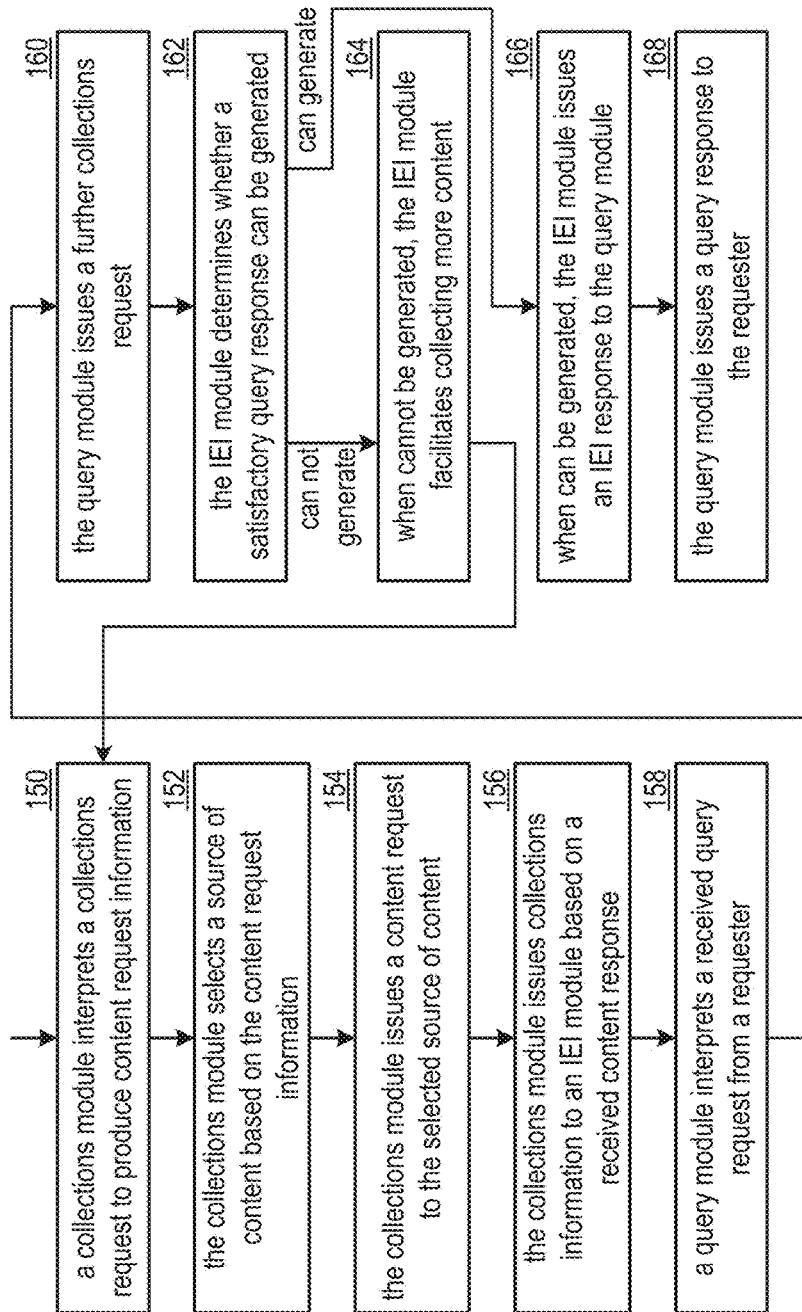 150
a collections module interprets a collections
request to produce content request information
152
the collections module selects a source of
content based on the content request
information
154
the collections module issues a content request
to the selected source of content
156
the collections module issues collections
information to an IEI module based on a
received content response
158
a query module interprets a received query
request from a requester
160
the query module issues a further collections
request
162
the IEI module determines whether a
satisfactory query response can be generated
can not
generate
can generate
164
when cannot be generated, the IEI module
facilitates collecting more content
166
when can be generated, the IEI module issues
an IEI response to the query module
168
the query module issues a query response to
the requester